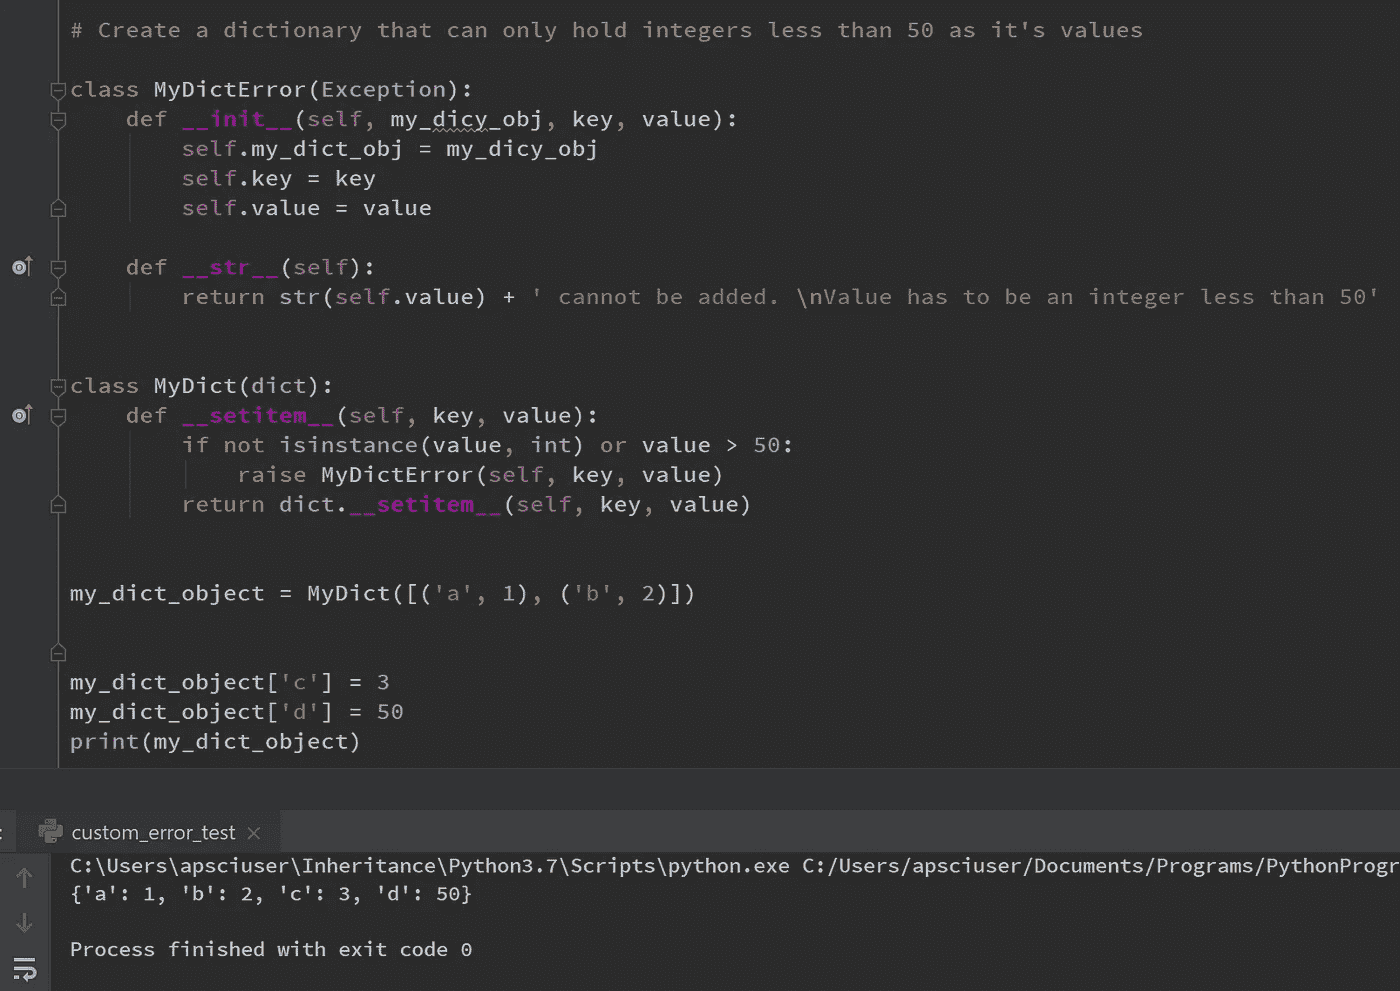 # Create a dictionary that can only hold integers less than 50 as it's values
class MyDictError(Exception):
    def __init__(self, my_dicy_obj, key, value):
        self.my_dict_obj = my_dicy_obj
        self.key = key
        self.value = value
    def __str__(self):
        return str(self.value) + ' cannot be added. \nValue has to be an integer less than 50'
class MyDict(dict):
    def __setitem__(self, key, value):
        if not isinstance(value, int) or value > 50:
            raise MyDictError(self, key, value)
        return dict.__setitem__(self, key, value)
my_dict_object = MyDict([('a', 1), ('b', 2)])
my_dict_object['c'] = 3
my_dict_object['d'] = 50
print(my_dict_object)
custom_error_test
C:\Users\apsciuser\Inheritance\Python3.7\Scripts\python.exe C:/Users/apsciuser/Documents/Programs/PythonProgr
{'a': 1, 'b': 2, 'c': 3, 'd': 50}
Process finished with exit code 0